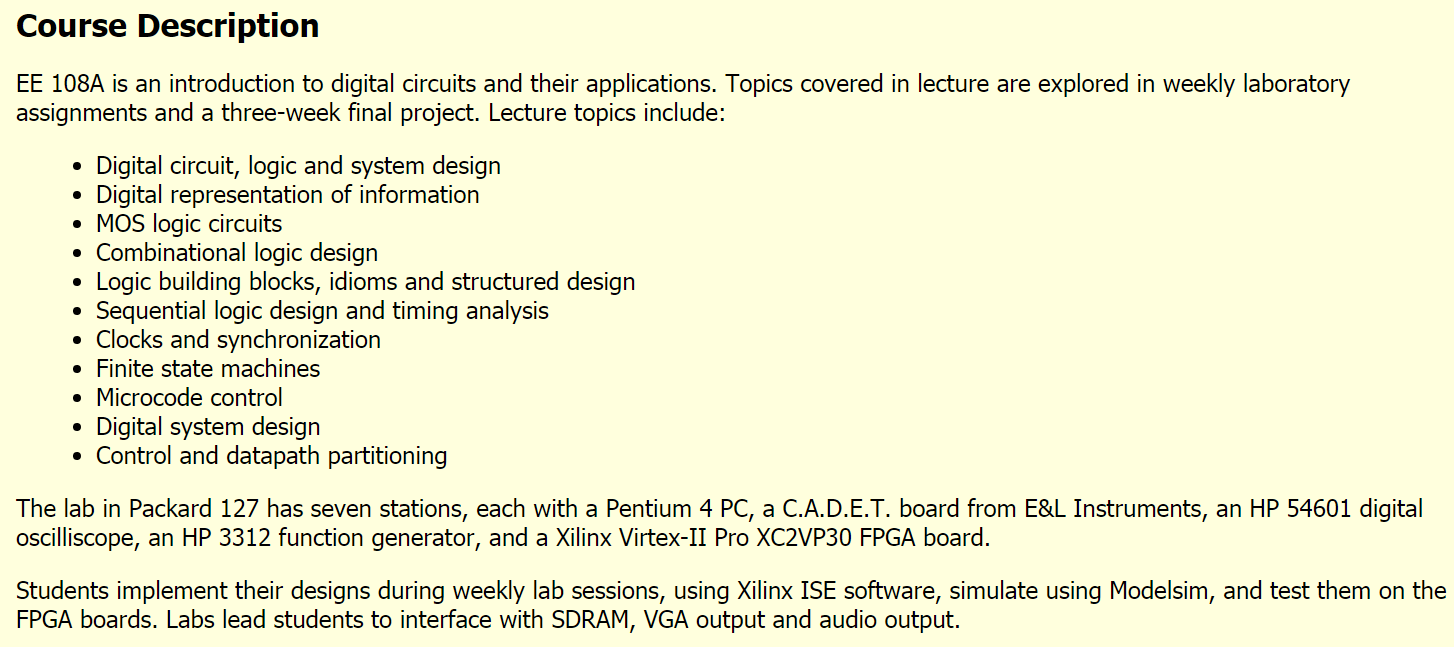 Course Description
EE 108A is an introduction to digital circuits and their applications. Topics covered in lecture are explored in weekly laboratory
assignments and a three-week final project. Lecture topics include:
• Digital circuit, logic and system design
• Digital representation of information
• MOS logic circuits
• Combinational logic design
• Logic building blocks, idioms and structured design
• Sequential logic design and timing analysis
• Clocks and synchronization
• Finite state machines
• Microcode control
• Digital system design
• Control and datapath partitioning
The lab in Packard 127 has seven stations, each with a Pentium 4 PC, a C.A.D.E.T. board from E&L Instruments, an HP 54601 digital
oscilliscope, an HP 3312 function generator, and a Xilinx Virtex-II Pro XC2VP30 FPGA board.
Students implement their designs during weekly lab sessions, using Xilinx ISE software, simulate using Modelsim, and test them on the
FPGA boards. Labs lead students to interface with SDRAM, VGA output and audio output.